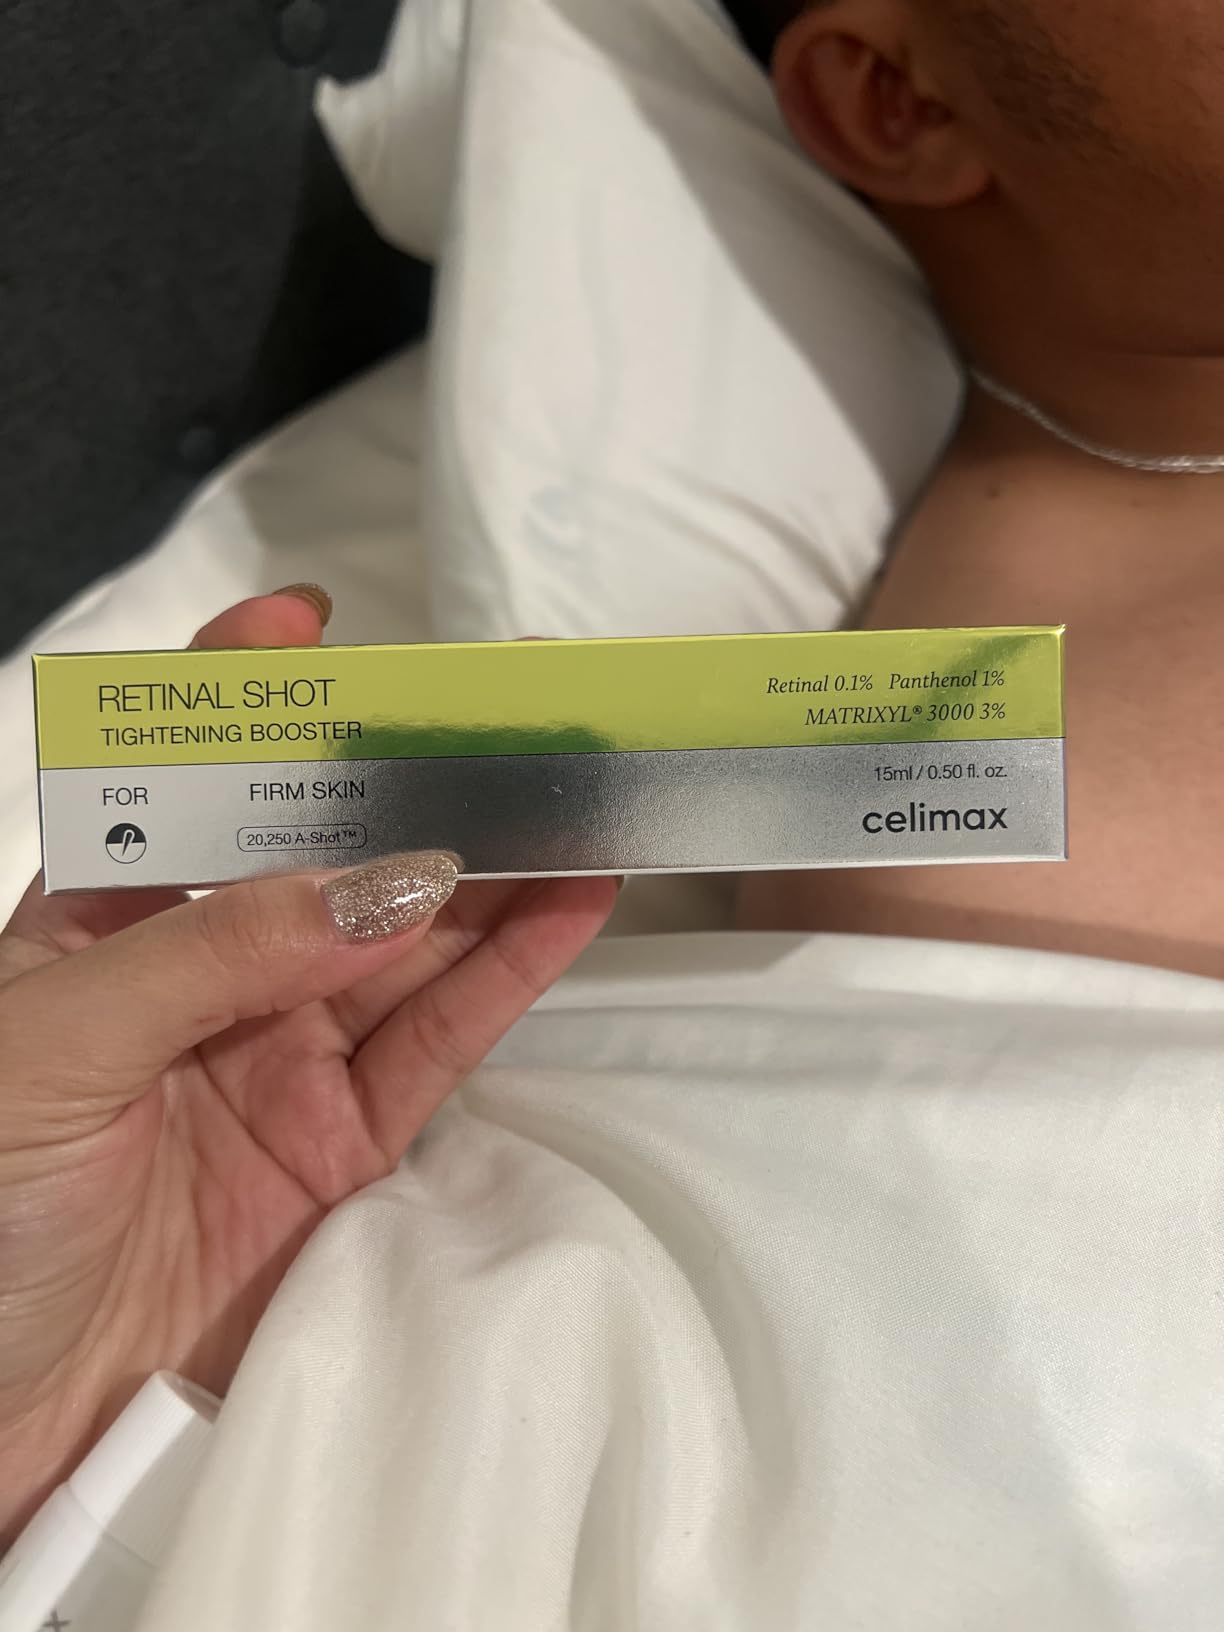 RETINAL SHOT
TIGHTENING BOOSTER
Retinal 0.1% Panthenol 1%
MATRIXYL® 3000 3%
FOR FIRM SKIN
20,250 A-Shot™
15ml / 0.50 fl. oz.
celimax